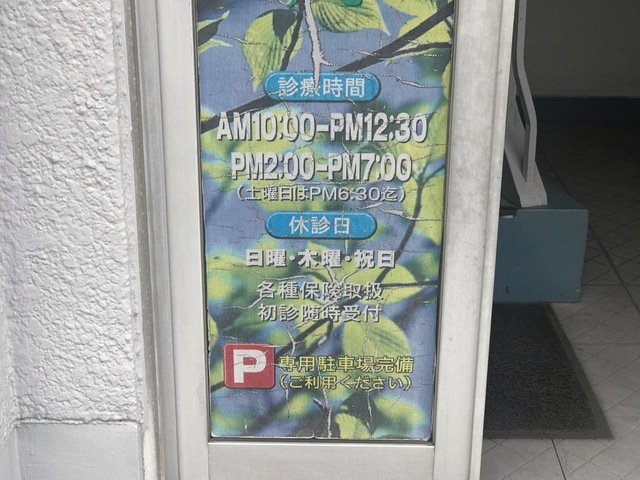 診療時間
AM10:00-PM12:30
PM2:00-PM7:00
(土曜日はPM6:30迄)
休診日
日曜・木曜・祝日
各種保険取扱
初診随時受付
P 専用駐車場完備
(ご利用ください)